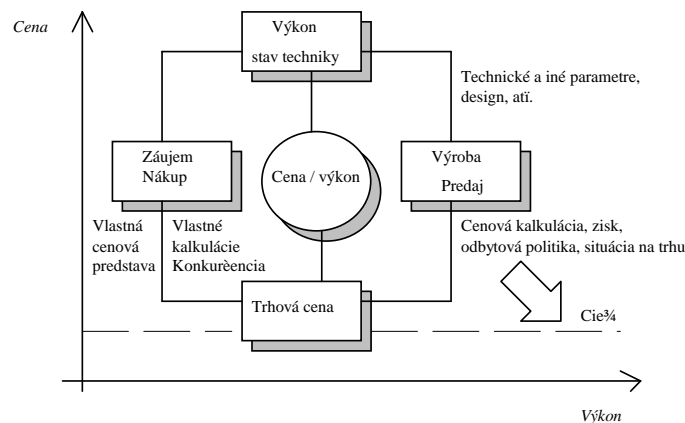 Cena
Výkon
stav techniky
Technické a iné parametre,
design, atï.
Záujem
Nákup
Cena / výkon
Výroba
Predaj
Vlastná
cenová
predstava
Vlastné
kalkulácie
Konkurèencia
Cenová kalkulácia, zisk,
odbytová politika, situácia na trhu
Trhová cena
Cie¾
Výkon